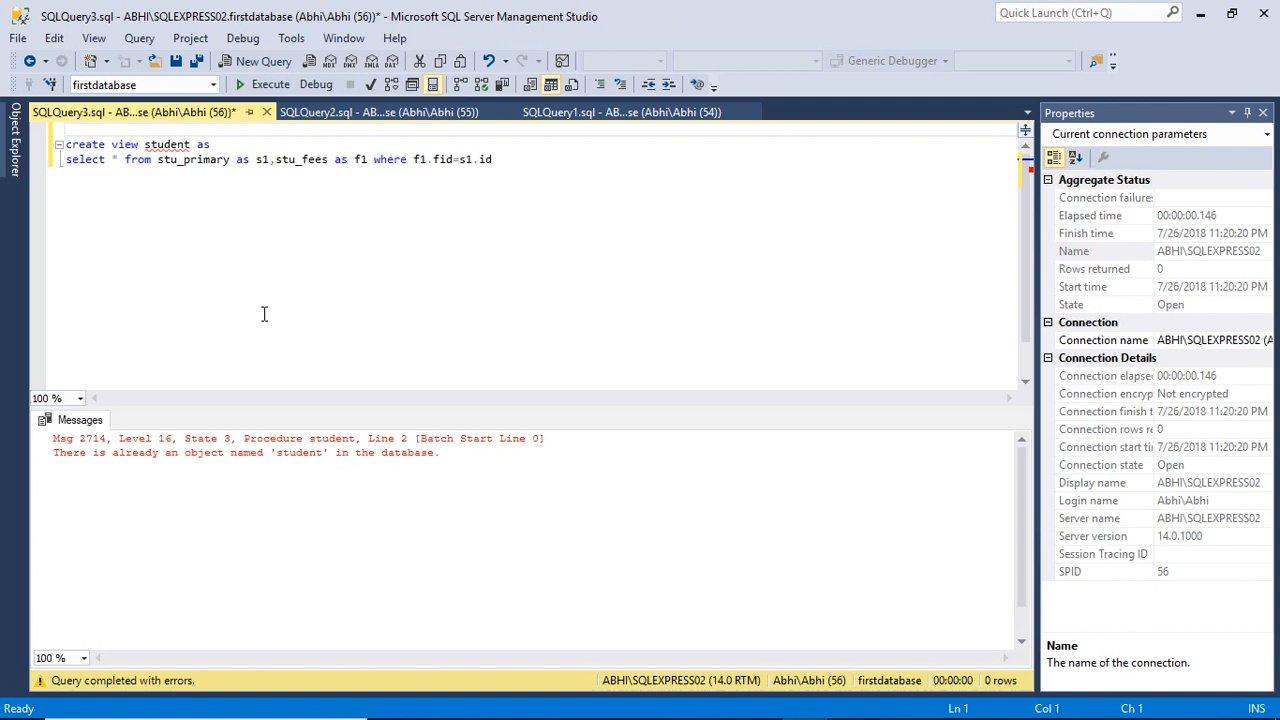 SQLQuery3.sql - ABHI\SQLEXPRESS02.firstdatabase (Abhi\Abhi (56))* - Microsoft SQL Server Management Studio
Quick Launch (Ctrl+Q)
File Edit View Query Project Debug Tools Window Help
New Query
Generic Debugger
firstdatabase
Execute Debug
SQLQuery3.sql - AB...se (Abhi\Abhi (56))*
SQLQuery2.sql - AB...se (Abhi\Abhi (55))
SQLQuery1.sql - AB...se (Abhi\Abhi (54))
Object Explorer
create view student as
select * from stu_primary as s1,stu_fees as f1 where f1.fid=s1.id
100 %
Messages
Msg 2714, Level 16, State 3, Procedure student, Line 2 [Batch Start Line 0]
There is already an object named 'student' in the database.
100 %
Query completed with errors.
ABHI\SQLEXPRESS02 (14.0 RTM) Abhi\Abhi (56) firstdatabase 00:00:00 0 rows
Properties
Current connection parameters
Aggregate Status
Connection failures
Elapsed time 00:00:00.146
Finish time 7/26/2018 11:20:20 PM
Name ABHI\SQLEXPRESS02
Rows returned 0
Start time 7/26/2018 11:20:20 PM
State Open
Connection
Connection name ABHI\SQLEXPRESS02 (A
Connection Details
Connection elapse 00:00:00.146
Connection encryp Not encrypted
Connection finish t 7/26/2018 11:20:20 PM
Connection rows re 0
Connection start ti 7/26/2018 11:20:20 PM
Connection state Open
Display name ABHI\SQLEXPRESS02
Login name Abhi\Abhi
Server name ABHI\SQLEXPRESS02
Server version 14.0.1000
Session Tracing ID
SPID 56
Name
The name of the connection.
Ready Ln 1 Col 1 Ch 1 INS